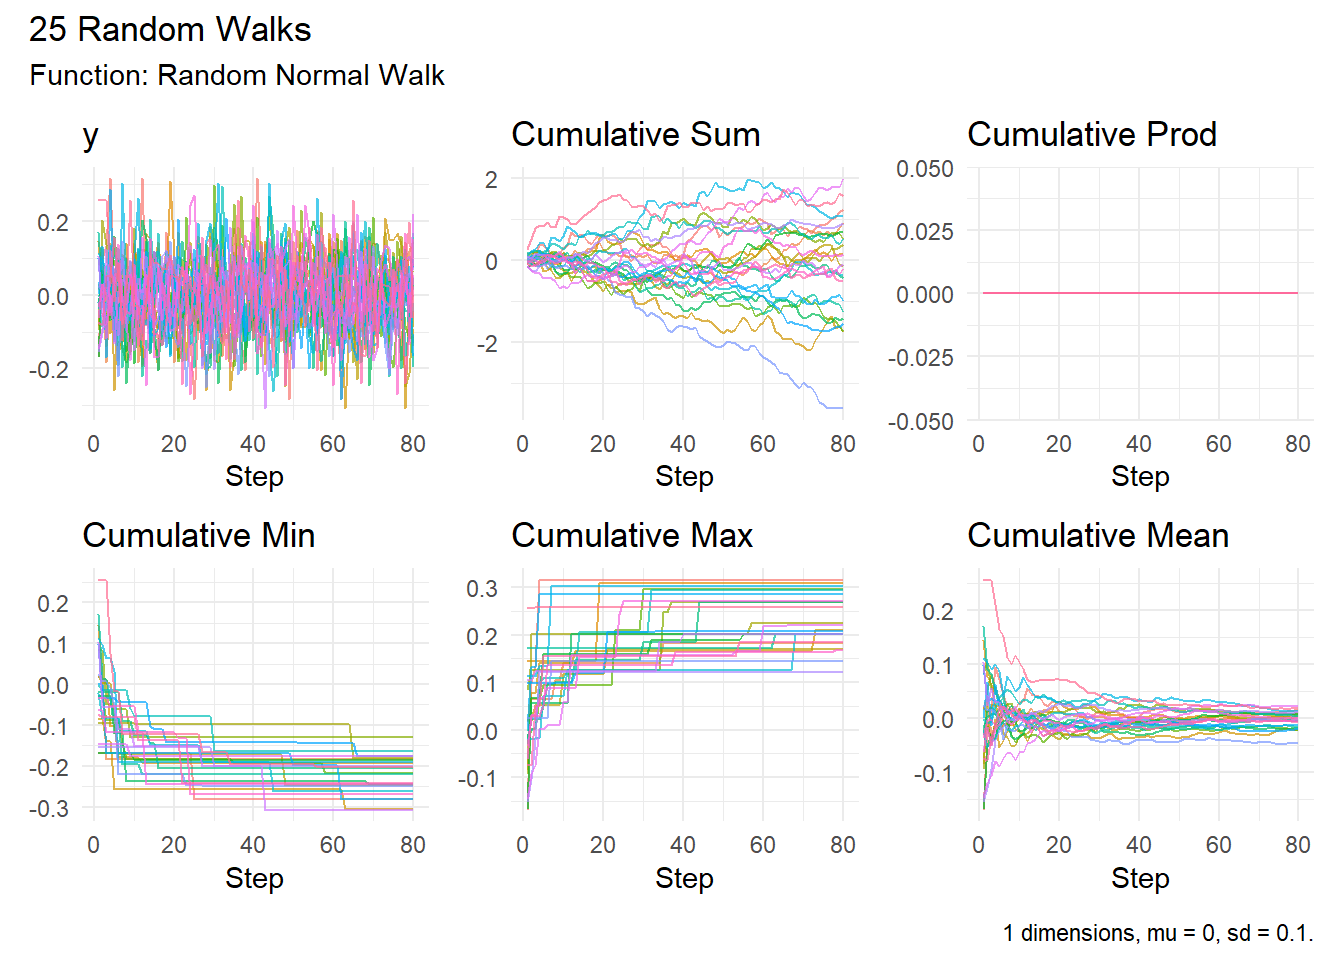 25 Random Walks
Function: Random Normal Walk
y
0.2
0.0
-0.2
0 20 40 60 80
Step
Cumulative Sum
2
0
-2
0 20 40 60 80
Step
Cumulative Prod
0.050
0.025
0.000
-0.025
-0.050
0 20 40 60 80
Step
Cumulative Min
0.2
0.1
0.0
-0.1
-0.2
-0.3
0 20 40 60 80
Step
Cumulative Max
0.3
0.2
0.1
0.0
-0.1
0 20 40 60 80
Step
Cumulative Mean
0.2
0.1
0.0
-0.1
0 20 40 60 80
Step
1 dimensions, mu = 0, sd = 0.1.